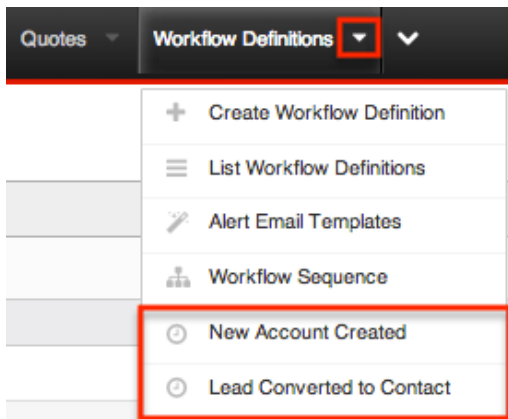 Quotes Workflow Definitions
Create Workflow Definition
List Workflow Definitions
Alert Email Templates
Workflow Sequence
New Account Created
Lead Converted to Contact